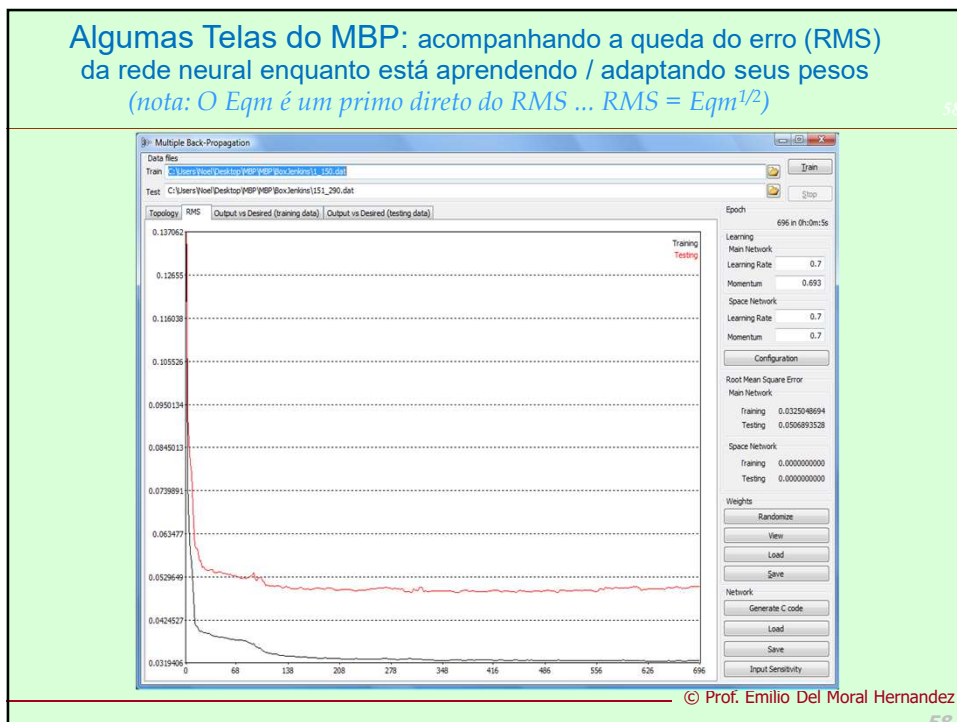 Algumas Telas do MBP: acompanhando a queda do erro (RMS)
da rede neural enquanto está aprendendo / adaptando seus pesos
(nota: O Eqm é um primo direto do RMS ... RMS = Eqm^1/2)
58
Multiple Back-Propagation
Data files
Train C:\Users\Noel\Desktop\MBP\MBP\BoxJenkins\1_150.dat
Train
Test C:\Users\Noel\Desktop\MBP\MBP\BoxJenkins\151_290.dat
Stop
Topology RMS Output vs Desired (training data) Output vs Desired (testing data)
Training
Testing
0.137062
0.12655
0.116038
0.105526
0.0950134
0.0845013
0.0739891
0.063477
0.0529649
0.0424527
0.0319406
0 68 138 208 278 348 416 486 556 626 696
Epoch
696 in 0h:0m:5s
Learning
Main Network
Learning Rate 0.7
Momentum 0.693
Space Network
Learning Rate 0.7
Momentum 0.7
Configuration
Root Mean Square Error
Main Network
Training 0.0325048694
Testing 0.0506893528
Space Network
Training 0.0000000000
Testing 0.0000000000
Weights
Randomize
View
Load
Save
Network
Generate C code
Load
Save
Input Sensitivity
© Prof. Emilio Del Moral Hernandez
58